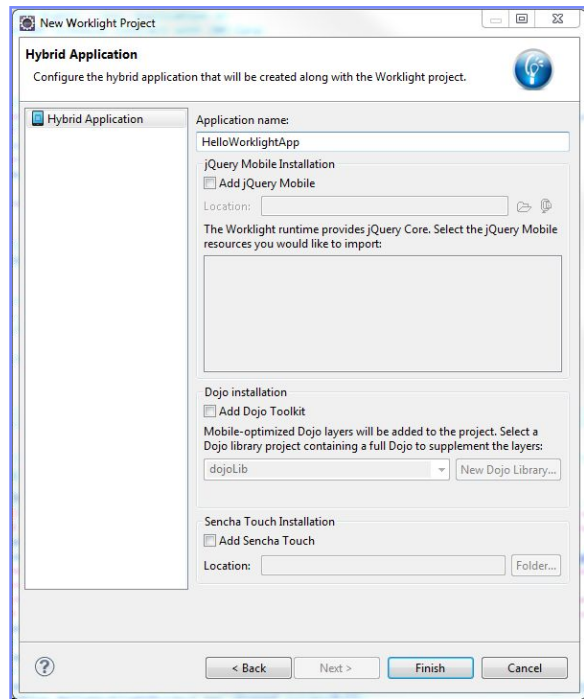 New Worklight Project
Hybrid Application
Configure the hybrid application that will be created along with the Worklight project.
Hybrid Application
Application name:
HelloWorklightApp
jQuery Mobile Installation
Add jQuery Mobile
Location:
The Worklight runtime provides jQuery Core. Select the jQuery Mobile
resources you would like to import:
Dojo installation
Add Dojo Toolkit
Mobile-optimized Dojo layers will be added to the project. Select a
Dojo library project containing a full Dojo to supplement the layers:
dojoLib
New Dojo Library...
Sencha Touch Installation
Add Sencha Touch
Location:
Folder...
?
< Back
Next >
Finish
Cancel